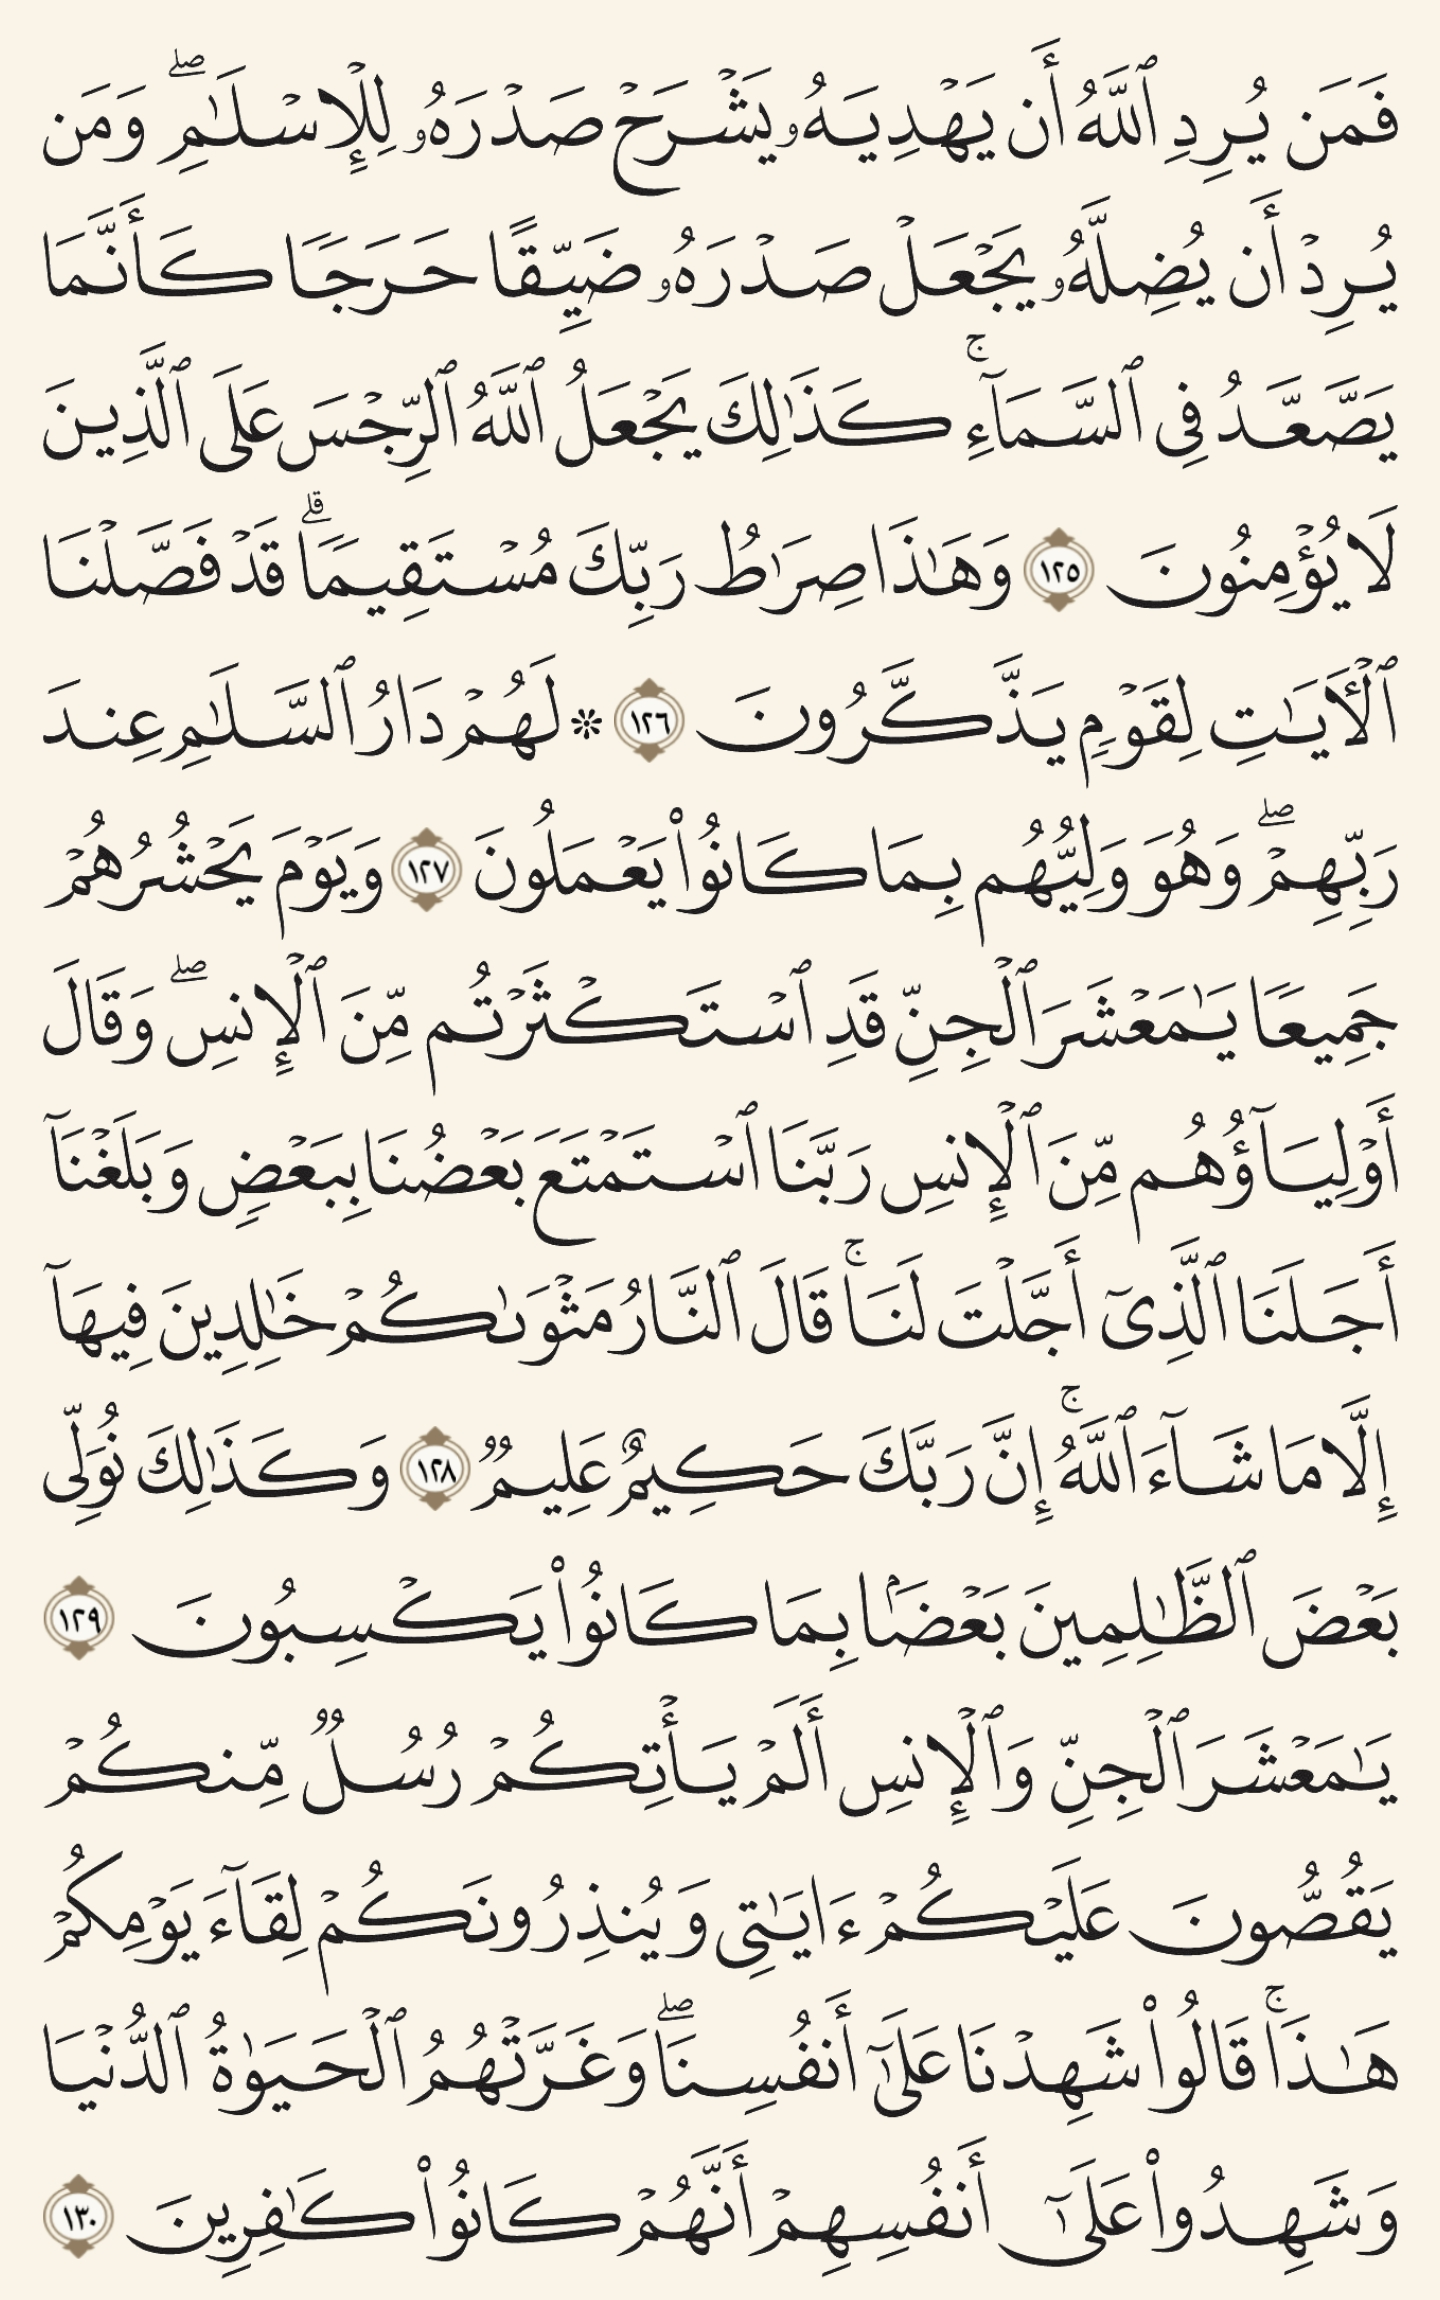 فَمَن يُرِدِ ٱللَّهُ أَن يَهْدِيَهُۥ يَشْرَحْ صَدْرَهُۥ لِلْإِسْلَٰمِ ۖ وَمَن
يُرِدْ أَن يُضِلَّهُۥ يَجْعَلْ صَدْرَهُۥ ضَيِّقًا حَرَجًا كَأَنَّمَا
يَصَّعَّدُ فِى ٱلسَّمَآءِ ۚ كَذَٰلِكَ يَجْعَلُ ٱللَّهُ ٱلرِّجْسَ عَلَى ٱلَّذِينَ
لَا يُؤْمِنُونَ ١٢٥ وَهَٰذَا صِرَٰطُ رَبِّكَ مُسْتَقِيمًا ۗ قَدْ فَصَّلْنَا
ٱلْـَٔايَٰتِ لِقَوْمٍ يَذَّكَّرُونَ ١٢٦ ۞ لَهُمْ دَارُ ٱلسَّلَٰمِ عِندَ
رَبِّهِمْ ۖ وَهُوَ وَلِيُّهُم بِمَا كَانُوا۟ يَعْمَلُونَ ١٢٧ وَيَوْمَ يَحْشُرُهُمْ
جَمِيعًا يَٰمَعْشَرَ ٱلْجِنِّ قَدِ ٱسْتَكْثَرْتُم مِّنَ ٱلْإِنسِ ۖ وَقَالَ
أَوْلِيَآؤُهُم مِّنَ ٱلْإِنسِ رَبَّنَا ٱسْتَمْتَعَ بَعْضُنَا بِبَعْضٍ وَبَلَغْنَآ
أَجَلَنَا ٱلَّذِىٓ أَجَّلْتَ لَنَا ۚ قَالَ ٱلنَّارُ مَثْوَىٰكُمْ خَٰلِدِينَ فِيهَآ
إِلَّا مَا شَآءَ ٱللَّهُ ۚ إِنَّ رَبَّكَ حَكِيمٌ عَلِيمٌ ١٢٨ وَكَذَٰلِكَ نُوَلِّى
بَعْضَ ٱلظَّٰلِمِينَ بَعْضًۢا بِمَا كَانُوا۟ يَكْسِبُونَ ١٢٩
يَٰمَعْشَرَ ٱلْجِنِّ وَٱلْإِنسِ أَلَمْ يَأْتِكُمْ رُسُلٌ مِّنكُمْ
يَقُصُّونَ عَلَيْكُمْ ءَايَٰتِى وَيُنذِرُونَكُمْ لِقَآءَ يَوْمِكُمْ
هَٰذَا ۚ قَالُوا۟ شَهِدْنَا عَلَىٰٓ أَنفُسِنَا ۖ وَغَرَّتْهُمُ ٱلْحَيَوٰةُ ٱلدُّنْيَا
وَشَهِدُوا۟ عَلَىٰٓ أَنفُسِهِمْ أَنَّهُمْ كَانُوا۟ كَٰفِرِينَ ١٣٠